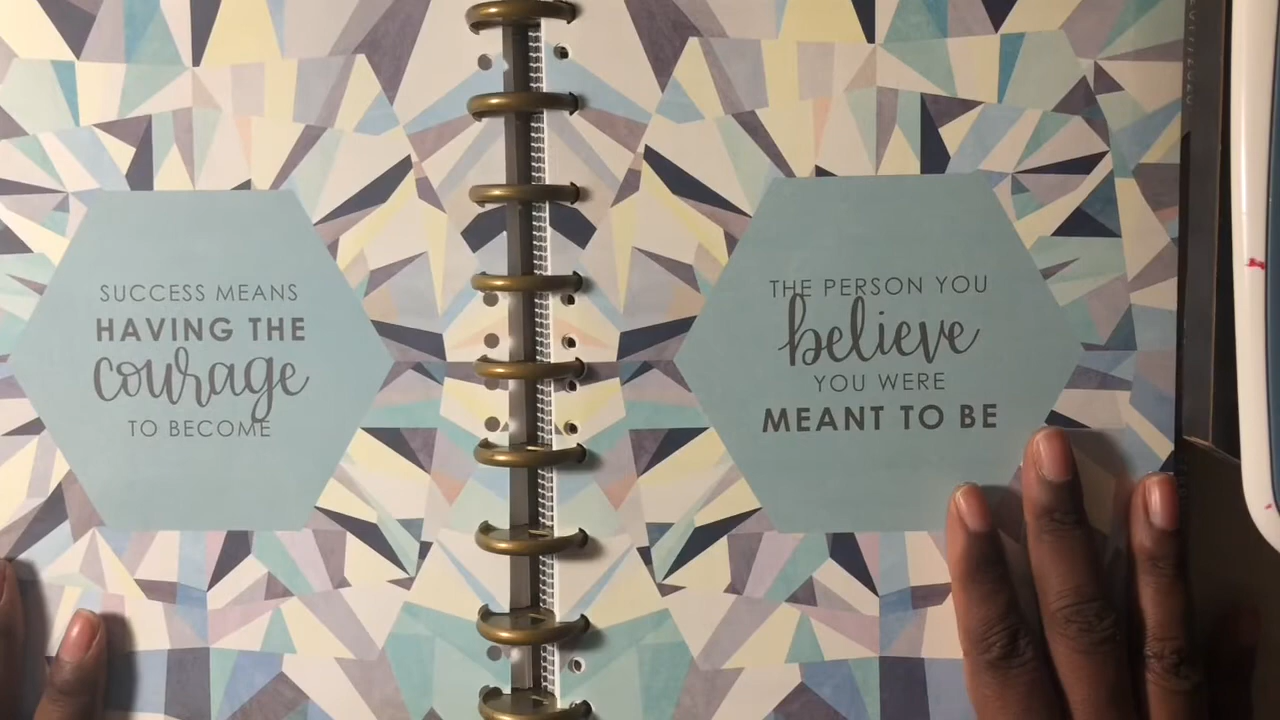 SUCCESS MEANS
HAVING THE
courage
TO BECOME
THE PERSON YOU
believe
YOU WERE
MEANT TO BE